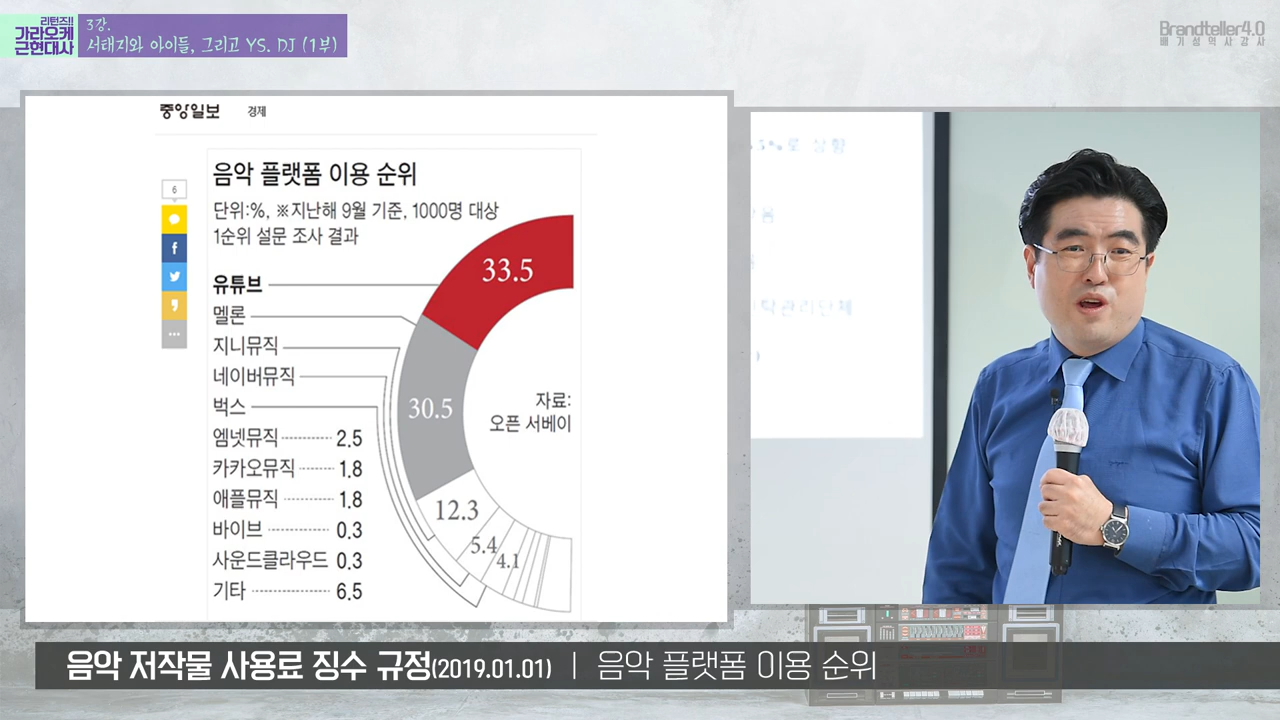 리턴즈!!
가라오케
근현대사
3강.
서태지와 아이들, 그리고 YS. DJ (1부)
Brandteller4.0
배기성역사강사
중앙일보 경제
음악 플랫폼 이용 순위
단위:%, ※지난해 9월 기준, 1000명 대상
1순위 설문 조사 결과
6
유튜브
33.5
멜론
30.5
지니뮤직
12.3
네이버뮤직
5.4
벅스
4.1
엠넷뮤직 2.5
카카오뮤직 1.8
애플뮤직 1.8
바이브 0.3
사운드클라우드 0.3
기타 6.5
자료:
오픈 서베이
5%로 상향
탁관리단체
음악 저작물 사용료 징수 규정(2019.01.01) | 음악 플랫폼 이용 순위